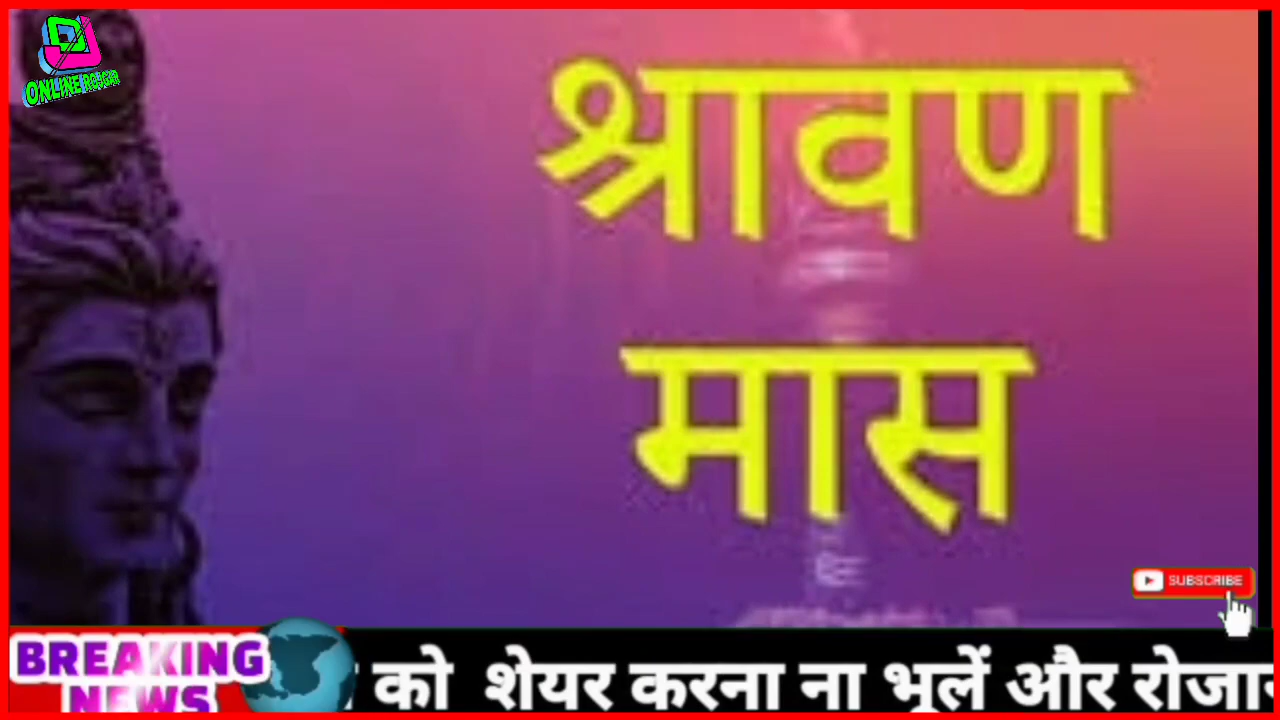 ONLINE
श्रावण
मास
SUBSCRIBE
BREAKING
NEWS
को शेयर करना ना भूलें और